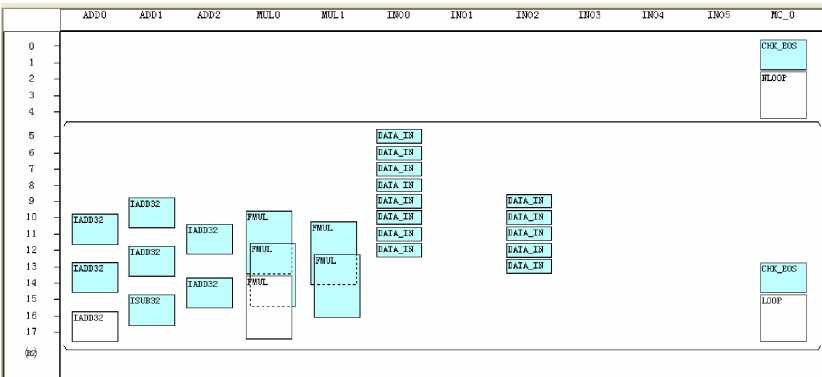 ADD0 ADD1 ADD2 MUL0 MUL1 INO0 INO1 INO2 INO3 INO4 INO5 MC_0
0 CHK_EOS
1
2 NLOOP
3
4
5 DATA_IN
6 DATA_IN
7 DATA_IN
8 DATA_IN
9 IADD32 DATA_IN DATA_IN
10 IADD32 FMUL DATA_IN DATA_IN
11 IADD32 FMUL DATA_IN DATA_IN
12 IADD32 FMUL DATA_IN DATA_IN
13 IADD32 FMUL DATA_IN CHK_EOS
14 IADD32 FMUL
15 ISUB32 LOOP
16 IADD32
17
(B2)